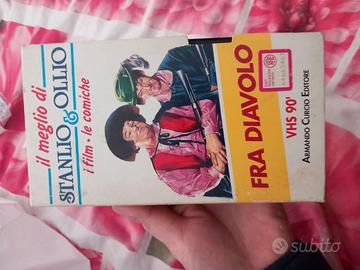 il meglio di
STANLIO & OLLIO
i film • le comiche
FRA DIAVOLO
VHS 90'
ARMANDO CURCIO EDITORE
subito